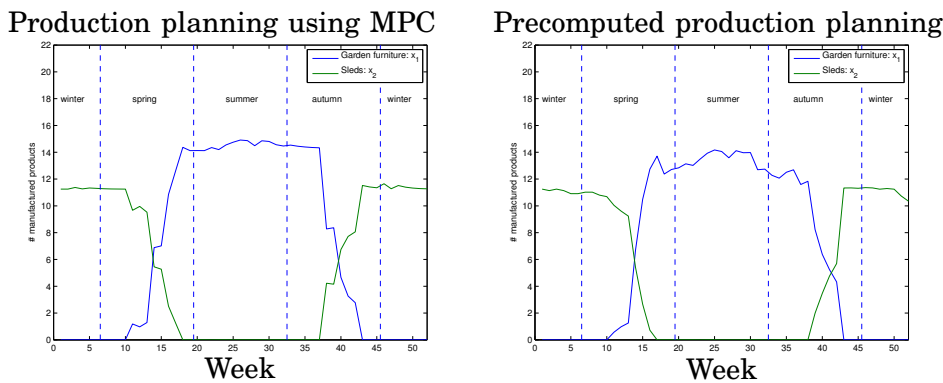 Production planning using MPC
# manufactured products
22
20
18
16
14
12
10
8
6
4
2
0
Garden furniture: x1
Sleds: x2
winter
spring
summer
autumn
winter
0 5 10 15 20 25 30 35 40 45 50
Week
Precomputed production planning
# manufactured products
22
20
18
16
14
12
10
8
6
4
2
0
Garden furniture: x1
Sleds: x2
winter
spring
summer
autumn
winter
0 5 10 15 20 25 30 35 40 45 50
Week